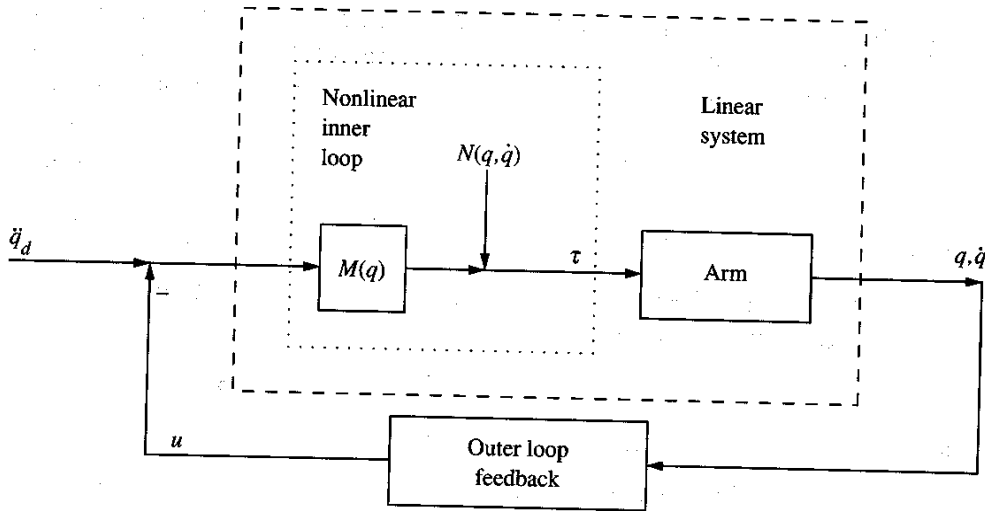 Nonlinear
inner
loop
Linear
system
N(q,q̇)
q̈d
M(q)
τ
Arm
q,q̇
−
u
Outer loop
feedback